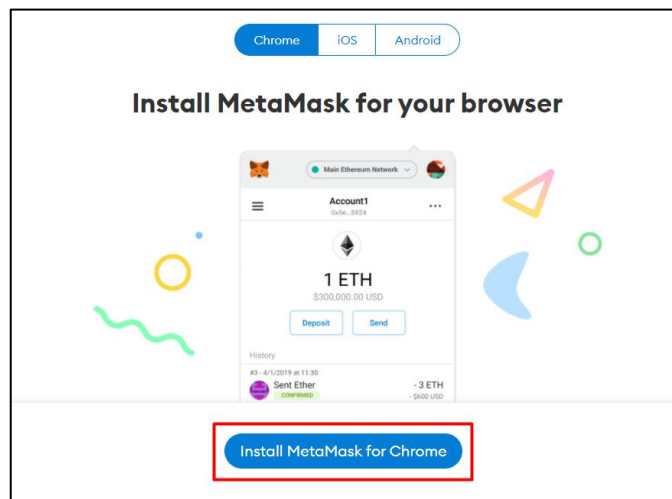 Chrome iOS Android
Install MetaMask for your browser
Main Ethereum Network
Account1
0x5e...5924
1 ETH
$300,000.00 USD
Deposit Send
History
#3 - 4/1/2019 at 11:30
Sent Ether - 3 ETH
CONFIRMED - $600 USD
Install MetaMask for Chrome